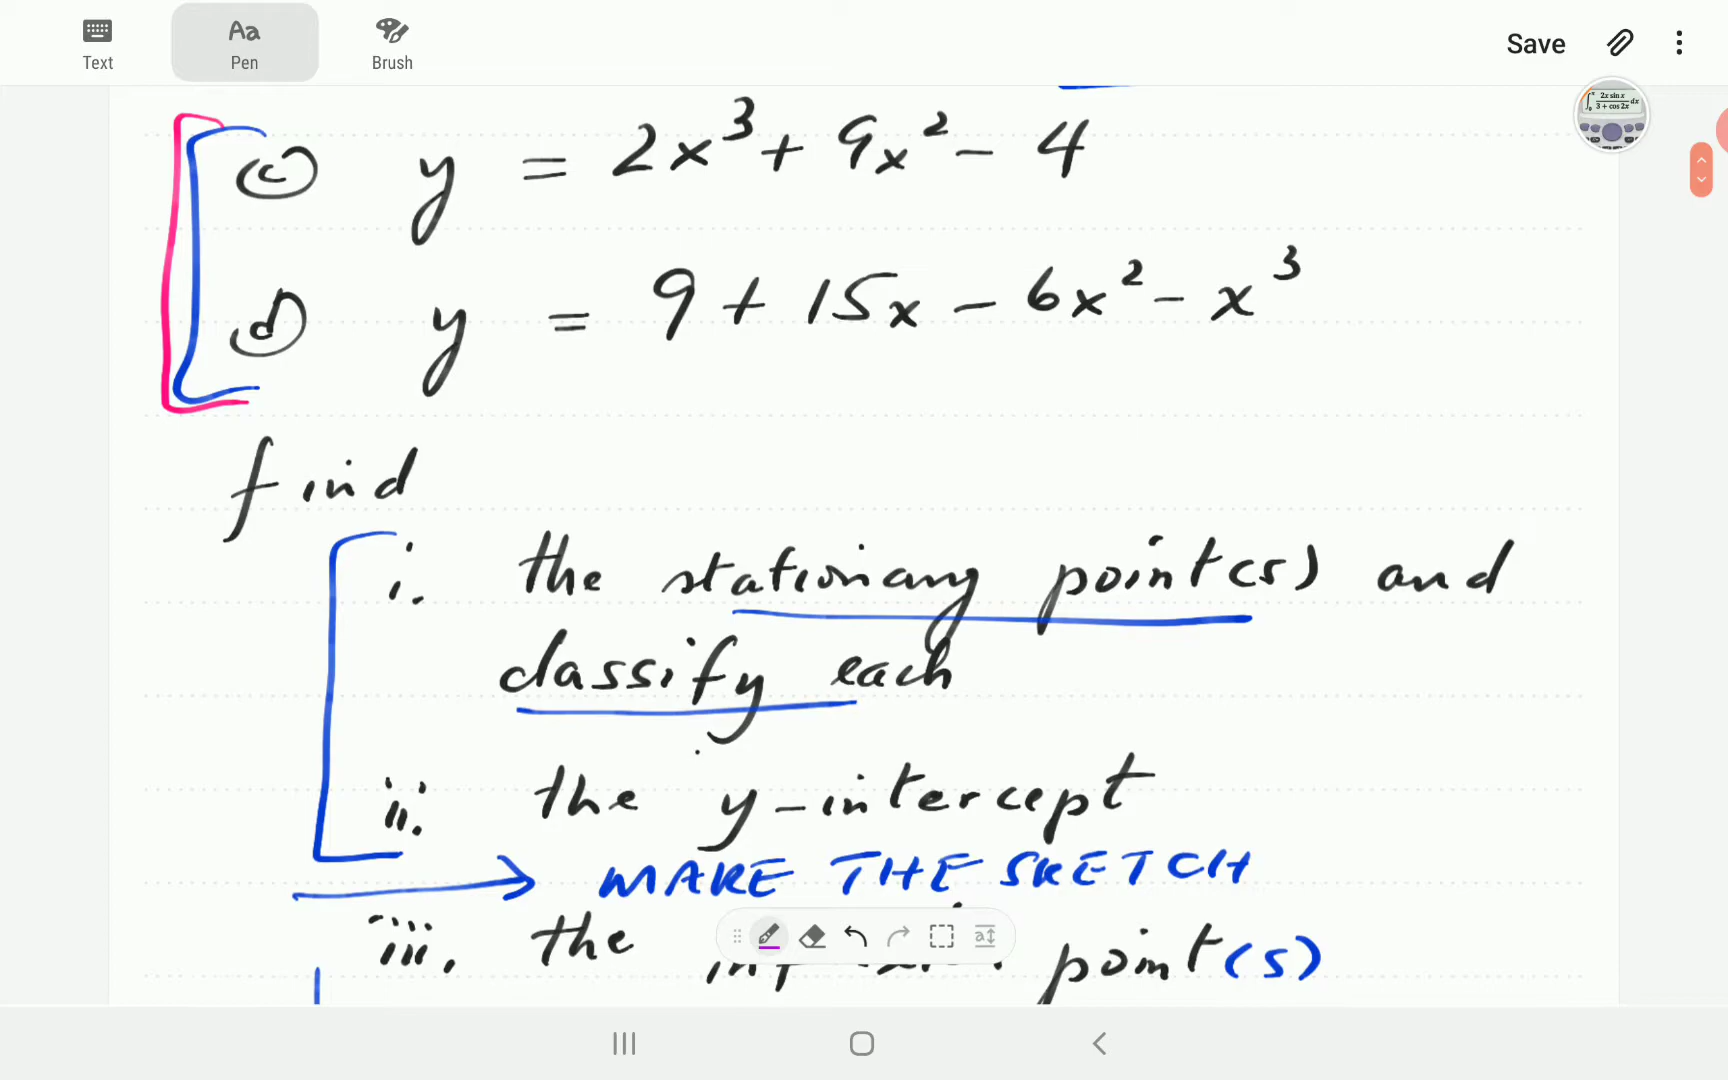 Text
Aa
Pen
Brush
Save
ⓒ y = 2x³ + 9x² - 4
ⓓ y = 9 + 15x - 6x² - x³
find
i. the stationary point(s) and
classify each
ii. the y-intercept
MAKE THE SKETCH
iii. the point(s)